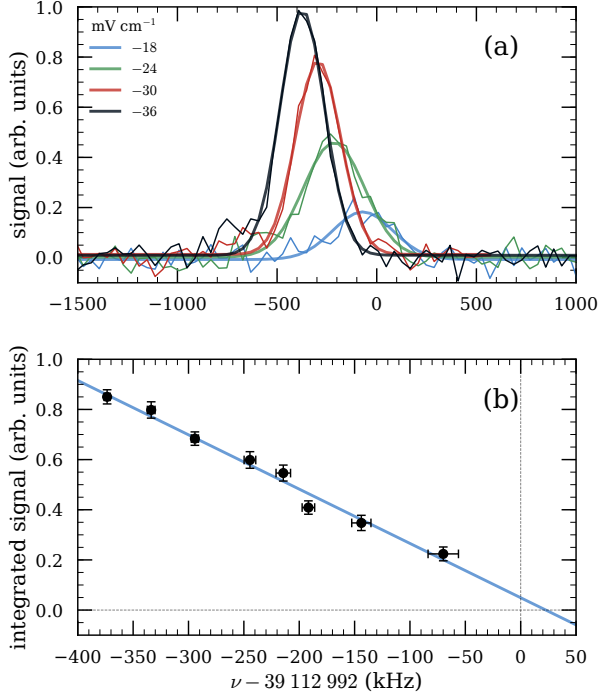 1.0
0.8
0.6
0.4
0.2
0.0
signal (arb. units)
mV cm⁻¹
−18
−24
−30
−36
(a)
−1500 −1000 −500 0 500 1000
1.0
0.8
0.6
0.4
0.2
0.0
integrated signal (arb. units)
(b)
−400 −350 −300 −250 −200 −150 −100 −50 0 50
ν − 39 112 992 (kHz)